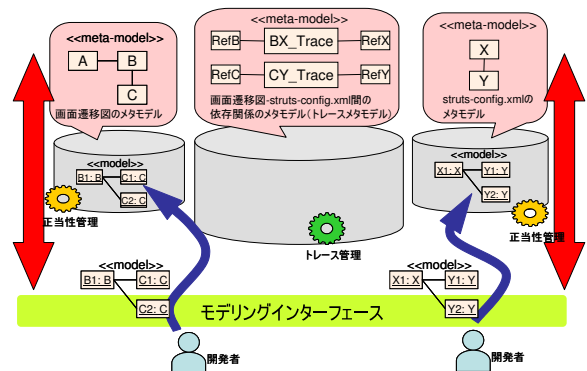 <<meta-model>>
A
B
C
画面遷移図のメタモデル
<<meta-model>>
RefB
BX_Trace
RefX
RefC
CY_Trace
RefY
画面遷移図-struts-config.xml間の
依存関係のメタモデル(トレースメタモデル)
<<meta-model>>
X
Y
struts-config.xmlの
メタモデル
<<model>>
B1: B
C1: C
C2: C
正当性管理
トレース管理
<<model>>
X1: X
Y1: Y
Y2: Y
正当性管理
<<model>>
B1: B
C1: C
C2: C
<<model>>
X1: X
Y1: Y
Y2: Y
モデリングインターフェース
開発者
開発者